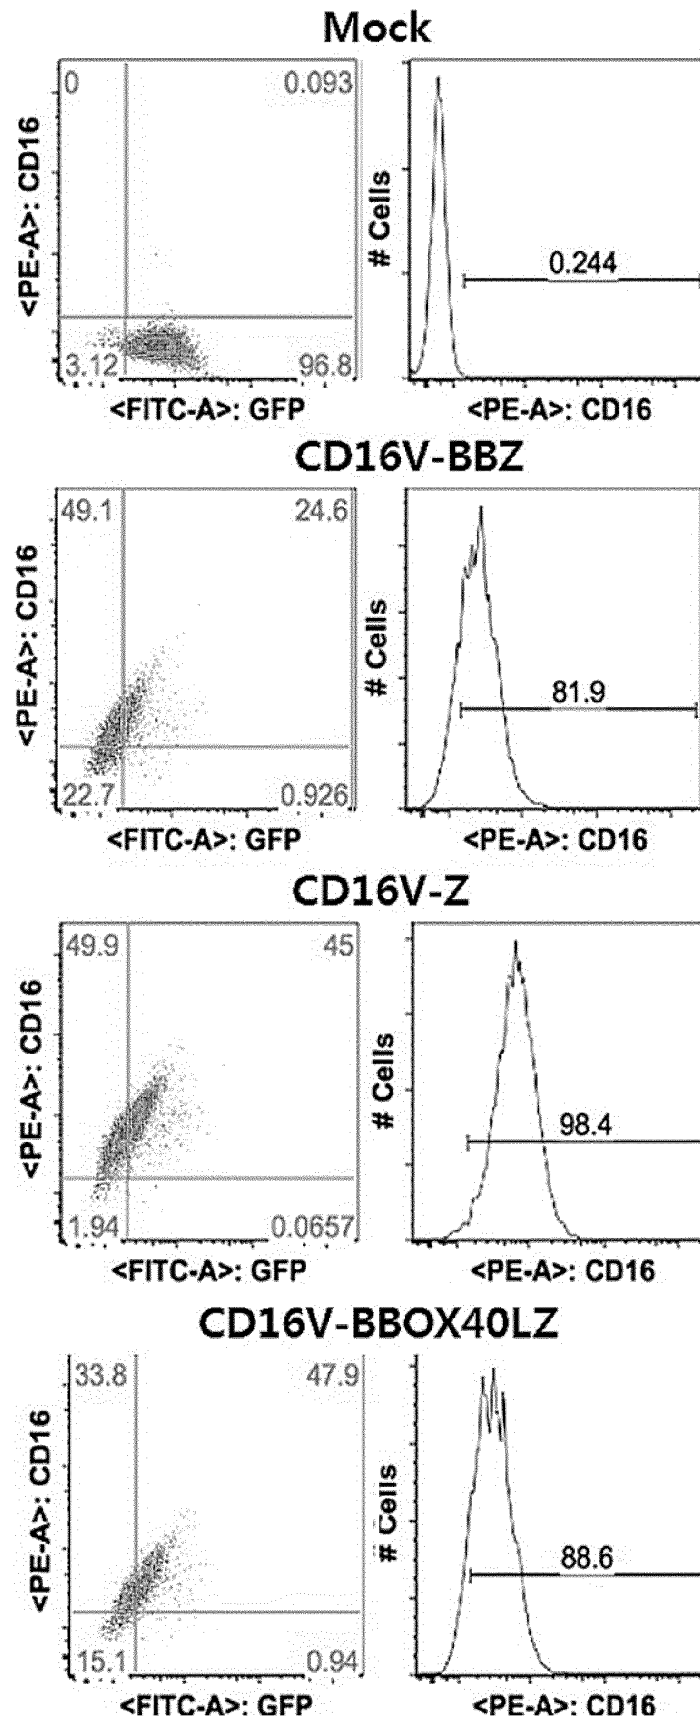 Mock
0 0.093
3.12 96.8
<PE-A>: CD16
<FITC-A>: GFP
# Cells
0.244
<PE-A>: CD16
CD16V-BBZ
49.1 24.6
22.7 0.926
<PE-A>: CD16
<FITC-A>: GFP
# Cells
81.9
<PE-A>: CD16
CD16V-Z
49.9 45
1.94 0.0657
<PE-A>: CD16
<FITC-A>: GFP
# Cells
98.4
<PE-A>: CD16
CD16V-BBOX40LZ
33.8 47.9
15.1 0.94
<PE-A>: CD16
<FITC-A>: GFP
# Cells
88.6
<PE-A>: CD16